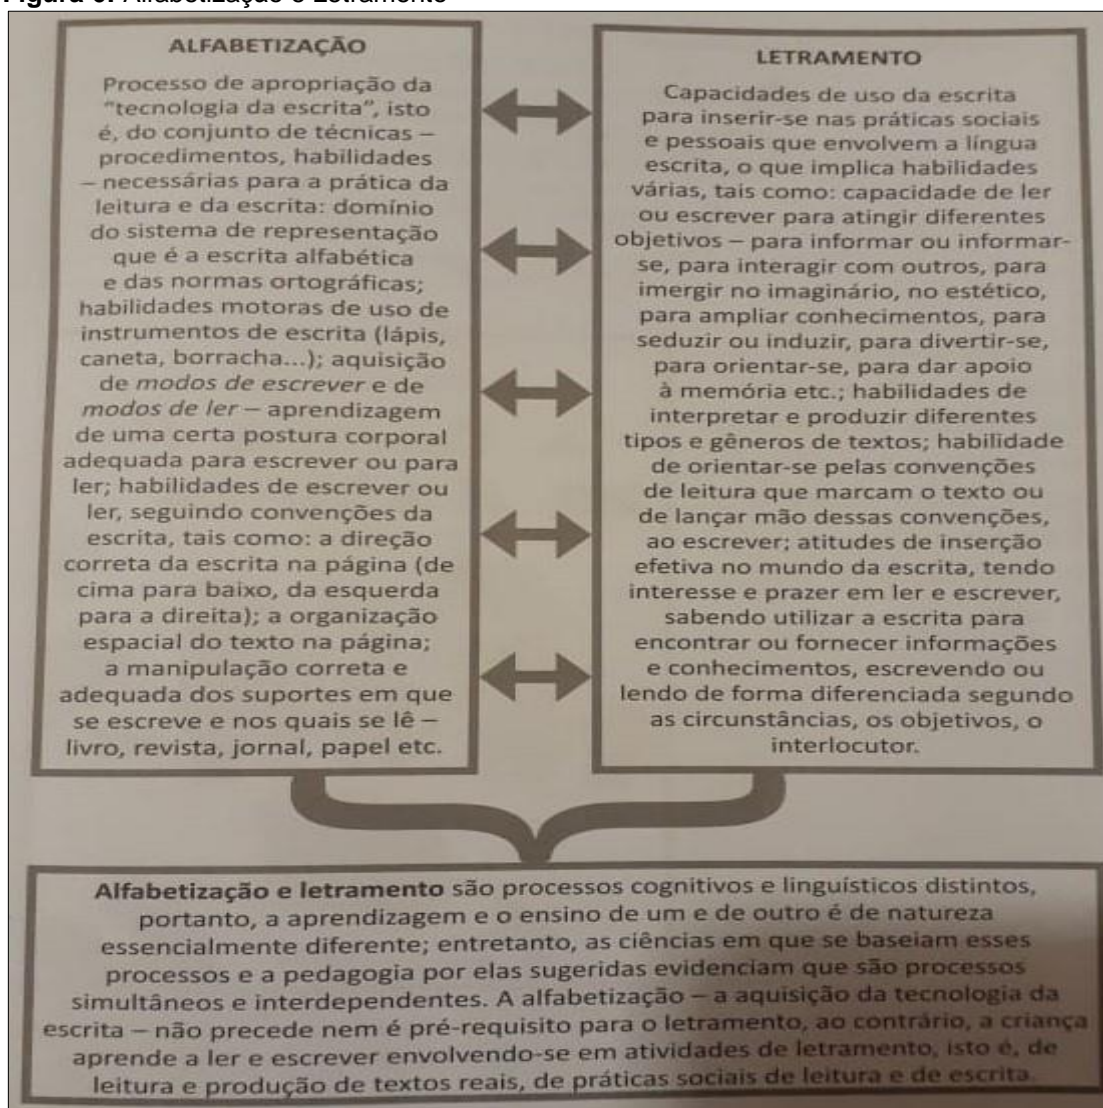 Figura 6: Alfabetização e Letramento
ALFABETIZAÇÃO
Processo de apropriação da
"tecnologia da escrita", isto
é, do conjunto de técnicas –
procedimentos, habilidades
– necessárias para a prática da
leitura e da escrita: domínio
do sistema de representação
que é a escrita alfabética
e das normas ortográficas;
habilidades motoras de uso de
instrumentos de escrita (lápis,
caneta, borracha...); aquisição
de modos de escrever e de
modos de ler – aprendizagem
de uma certa postura corporal
adequada para escrever ou para
ler; habilidades de escrever ou
ler, seguindo convenções da
escrita, tais como: a direção
correta da escrita na página (de
cima para baixo, da esquerda
para a direita); a organização
espacial do texto na página;
a manipulação correta e
adequada dos suportes em que
se escreve e nos quais se lê –
livro, revista, jornal, papel etc.
LETRAMENTO
Capacidades de uso da escrita
para inserir-se nas práticas sociais
e pessoais que envolvem a língua
escrita, o que implica habilidades
várias, tais como: capacidade de ler
ou escrever para atingir diferentes
objetivos – para informar ou informar-
se, para interagir com outros, para
imergir no imaginário, no estético,
para ampliar conhecimentos, para
seduzir ou induzir, para divertir-se,
para orientar-se, para dar apoio
à memória etc.; habilidades de
interpretar e produzir diferentes
tipos e gêneros de textos; habilidade
de orientar-se pelas convenções
de leitura que marcam o texto ou
de lançar mão dessas convenções,
ao escrever; atitudes de inserção
efetiva no mundo da escrita, tendo
interesse e prazer em ler e escrever,
sabendo utilizar a escrita para
encontrar ou fornecer informações
e conhecimentos, escrevendo ou
lendo de forma diferenciada segundo
as circunstâncias, os objetivos, o
interlocutor.
Alfabetização e letramento são processos cognitivos e linguísticos distintos,
portanto, a aprendizagem e o ensino de um e de outro é de natureza
essencialmente diferente; entretanto, as ciências em que se baseiam esses
processos e a pedagogia por elas sugeridas evidenciam que são processos
simultâneos e interdependentes. A alfabetização – a aquisição da tecnologia da
escrita – não precede nem é pré-requisito para o letramento, ao contrário, a criança
aprende a ler e escrever envolvendo-se em atividades de letramento, isto é, de
leitura e produção de textos reais, de práticas sociais de leitura e de escrita.